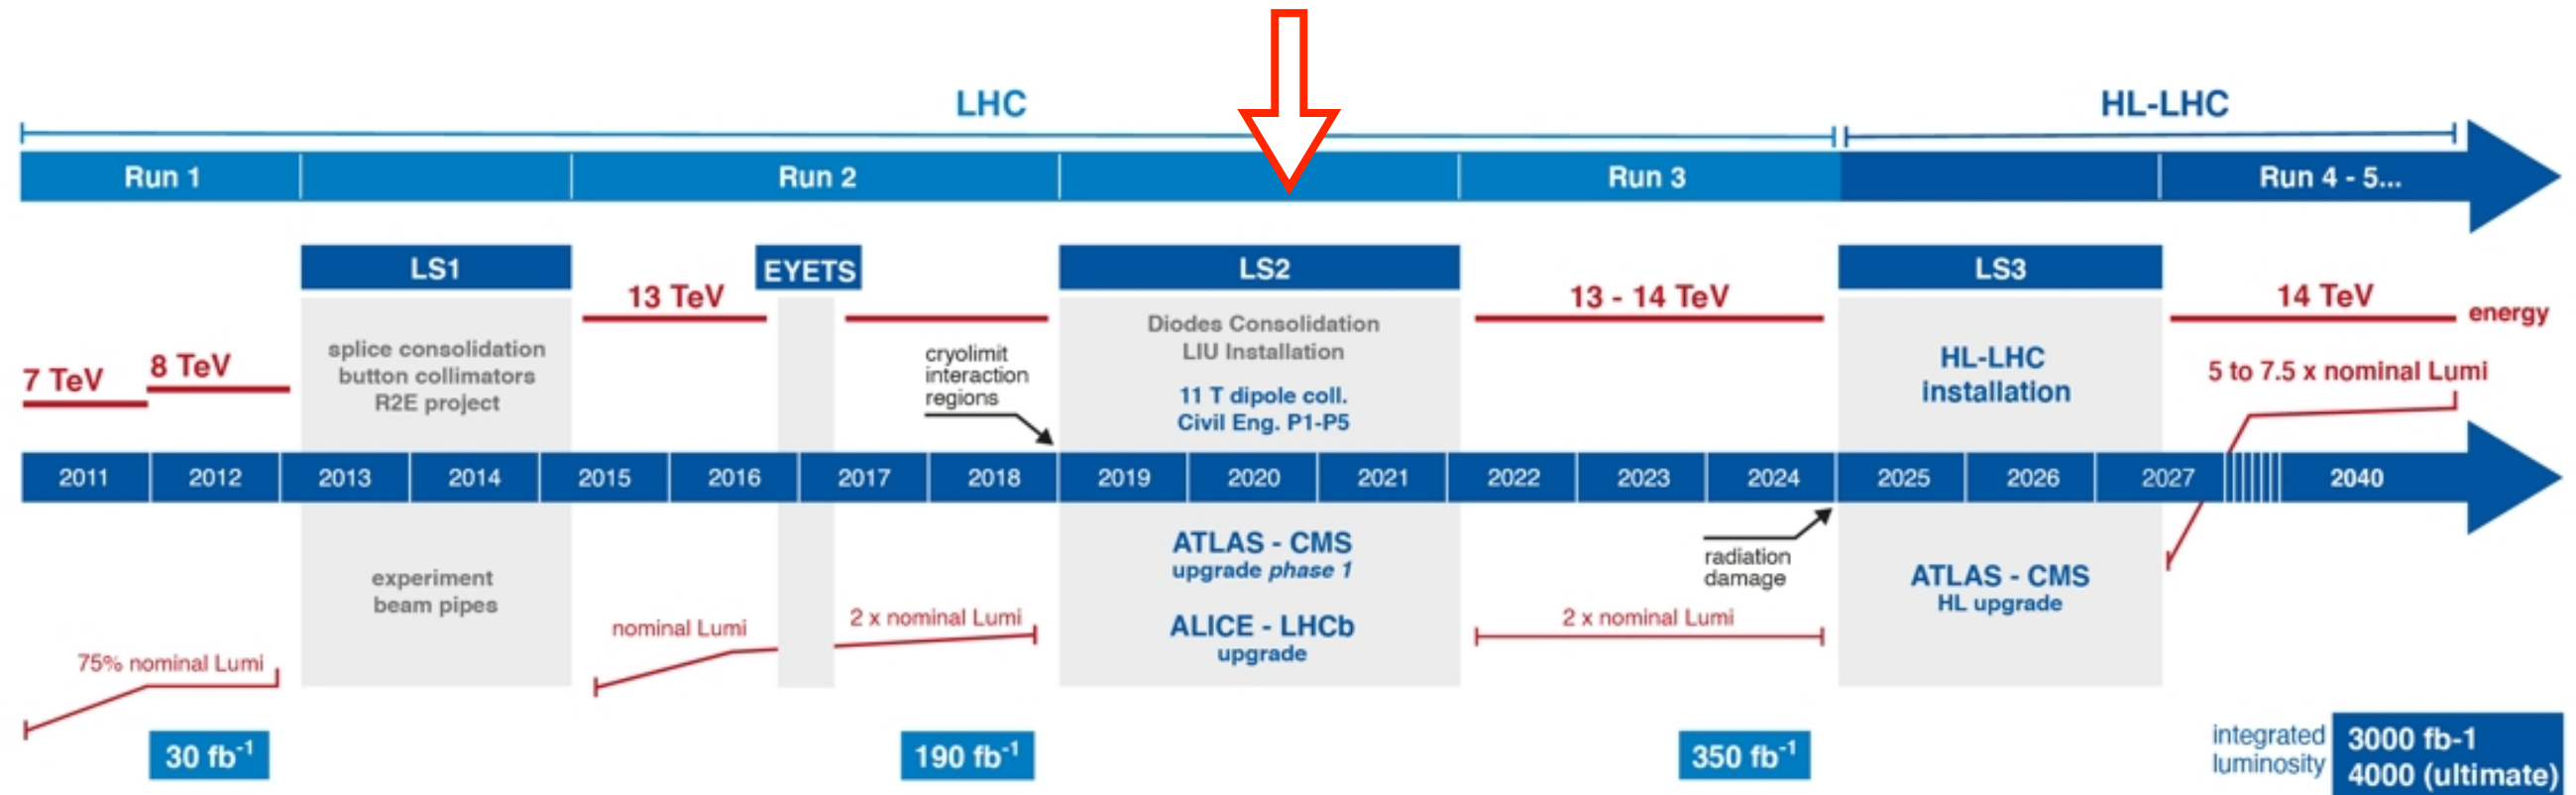 LHC
HL-LHC
Run 1
Run 2
Run 3
Run 4 - 5...
LS1
EYETS
LS2
LS3
13 TeV
13 - 14 TeV
14 TeV
energy
7 TeV
8 TeV
splice consolidation
button collimators
R2E project
cryolimit
interaction
regions
Diodes Consolidation
LIU Installation
11 T dipole coll.
Civil Eng. P1-P5
HL-LHC
installation
5 to 7.5 x nominal Lumi
2011
2012
2013
2014
2015
2016
2017
2018
2019
2020
2021
2022
2023
2024
2025
2026
2027
2040
experiment
beam pipes
ATLAS - CMS
upgrade phase 1
ALICE - LHCb
upgrade
radiation
damage
ATLAS - CMS
HL upgrade
75% nominal Lumi
nominal Lumi
2 x nominal Lumi
2 x nominal Lumi
30 fb-1
190 fb-1
350 fb-1
integrated
luminosity
3000 fb-1
4000 (ultimate)